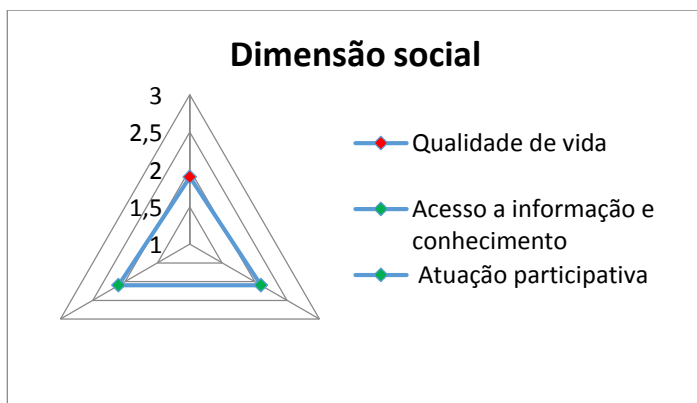 Dimensão social
3
2,5
2
1,5
1
Qualidade de vida
Acesso a informação e
conhecimento
Atuação participativa